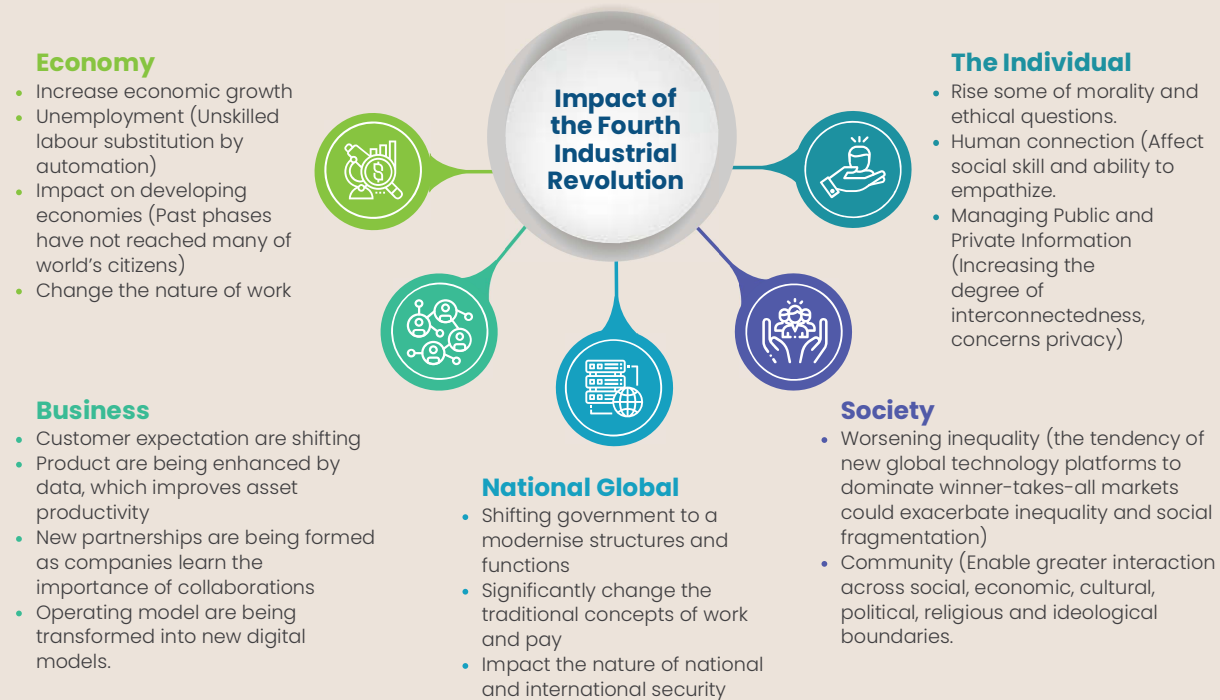 Impact of
the Fourth
Industrial
Revolution
Economy
• Increase economic growth
• Unemployment (Unskilled
labour substitution by
automation)
• Impact on developing
economies (Past phases
have not reached many of
world's citizens)
• Change the nature of work
Business
• Customer expectation are shifting
• Product are being enhanced by
data, which improves asset
productivity
• New partnerships are being formed
as companies learn the
importance of collaborations
• Operating model are being
transformed into new digital
models.
National Global
• Shifting government to a
modernise structures and
functions
• Significantly change the
traditional concepts of work
and pay
• Impact the nature of national
and international security
Society
• Worsening inequality (the tendency of
new global technology platforms to
dominate winner-takes-all markets
could exacerbate inequality and social
fragmentation)
• Community (Enable greater interaction
across social, economic, cultural,
political, religious and ideological
boundaries.
The Individual
• Rise some of morality and
ethical questions.
• Human connection (Affect
social skill and ability to
empathize.
• Managing Public and
Private Information
(Increasing the
degree of
interconnectedness,
concerns privacy)